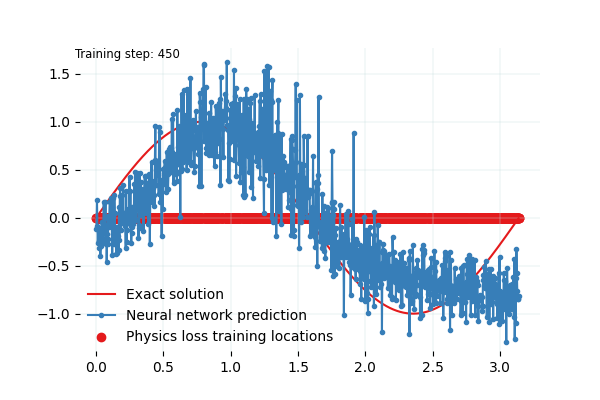 Training step: 450
1.5
1.0
0.5
0.0
−0.5
−1.0
Exact solution
Neural network prediction
Physics loss training locations
0.0 0.5 1.0 1.5 2.0 2.5 3.0